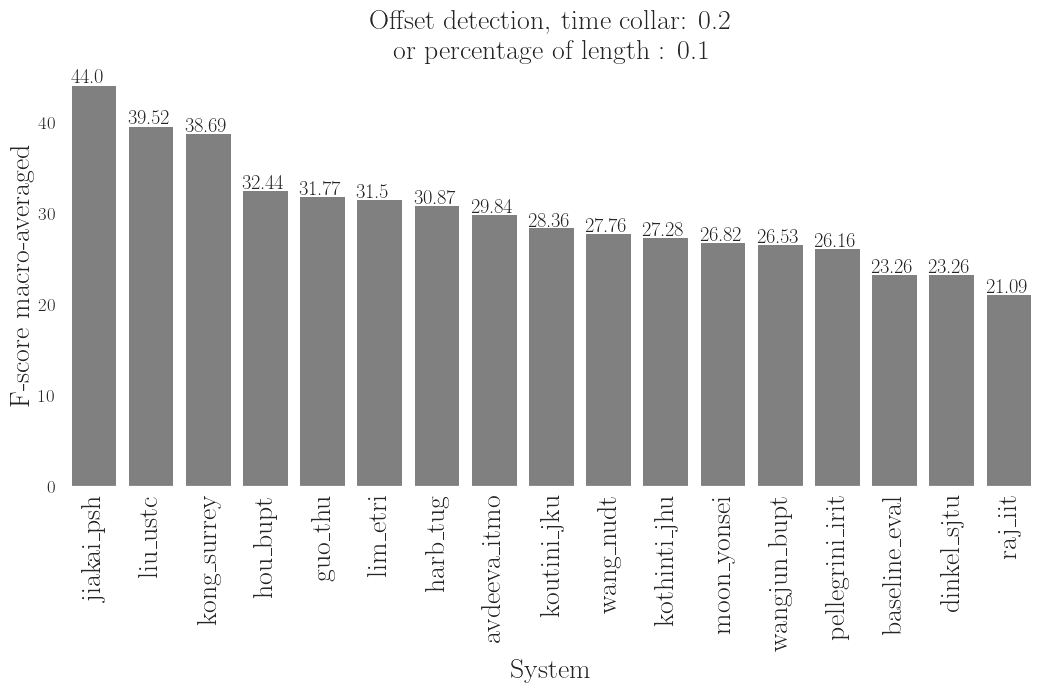 Offset detection, time collar: 0.2
or percentage of length : 0.1
F-score macro-averaged
40
30
20
10
0
44.0
39.52
38.69
32.44
31.77
31.5
30.87
29.84
28.36
27.76
27.28
26.82
26.53
26.16
23.26
23.26
21.09
jiakai_psh
liu_ustc
kong_surrey
hou_bupt
guo_thu
lim_etri
harb_tug
avdeeva_itmo
koutini_jku
wang_nudt
kothinti_jhu
moon_yonsei
wangjun_bupt
pellegrini_irit
baseline_eval
dinkel_sjtu
raj_iit
System